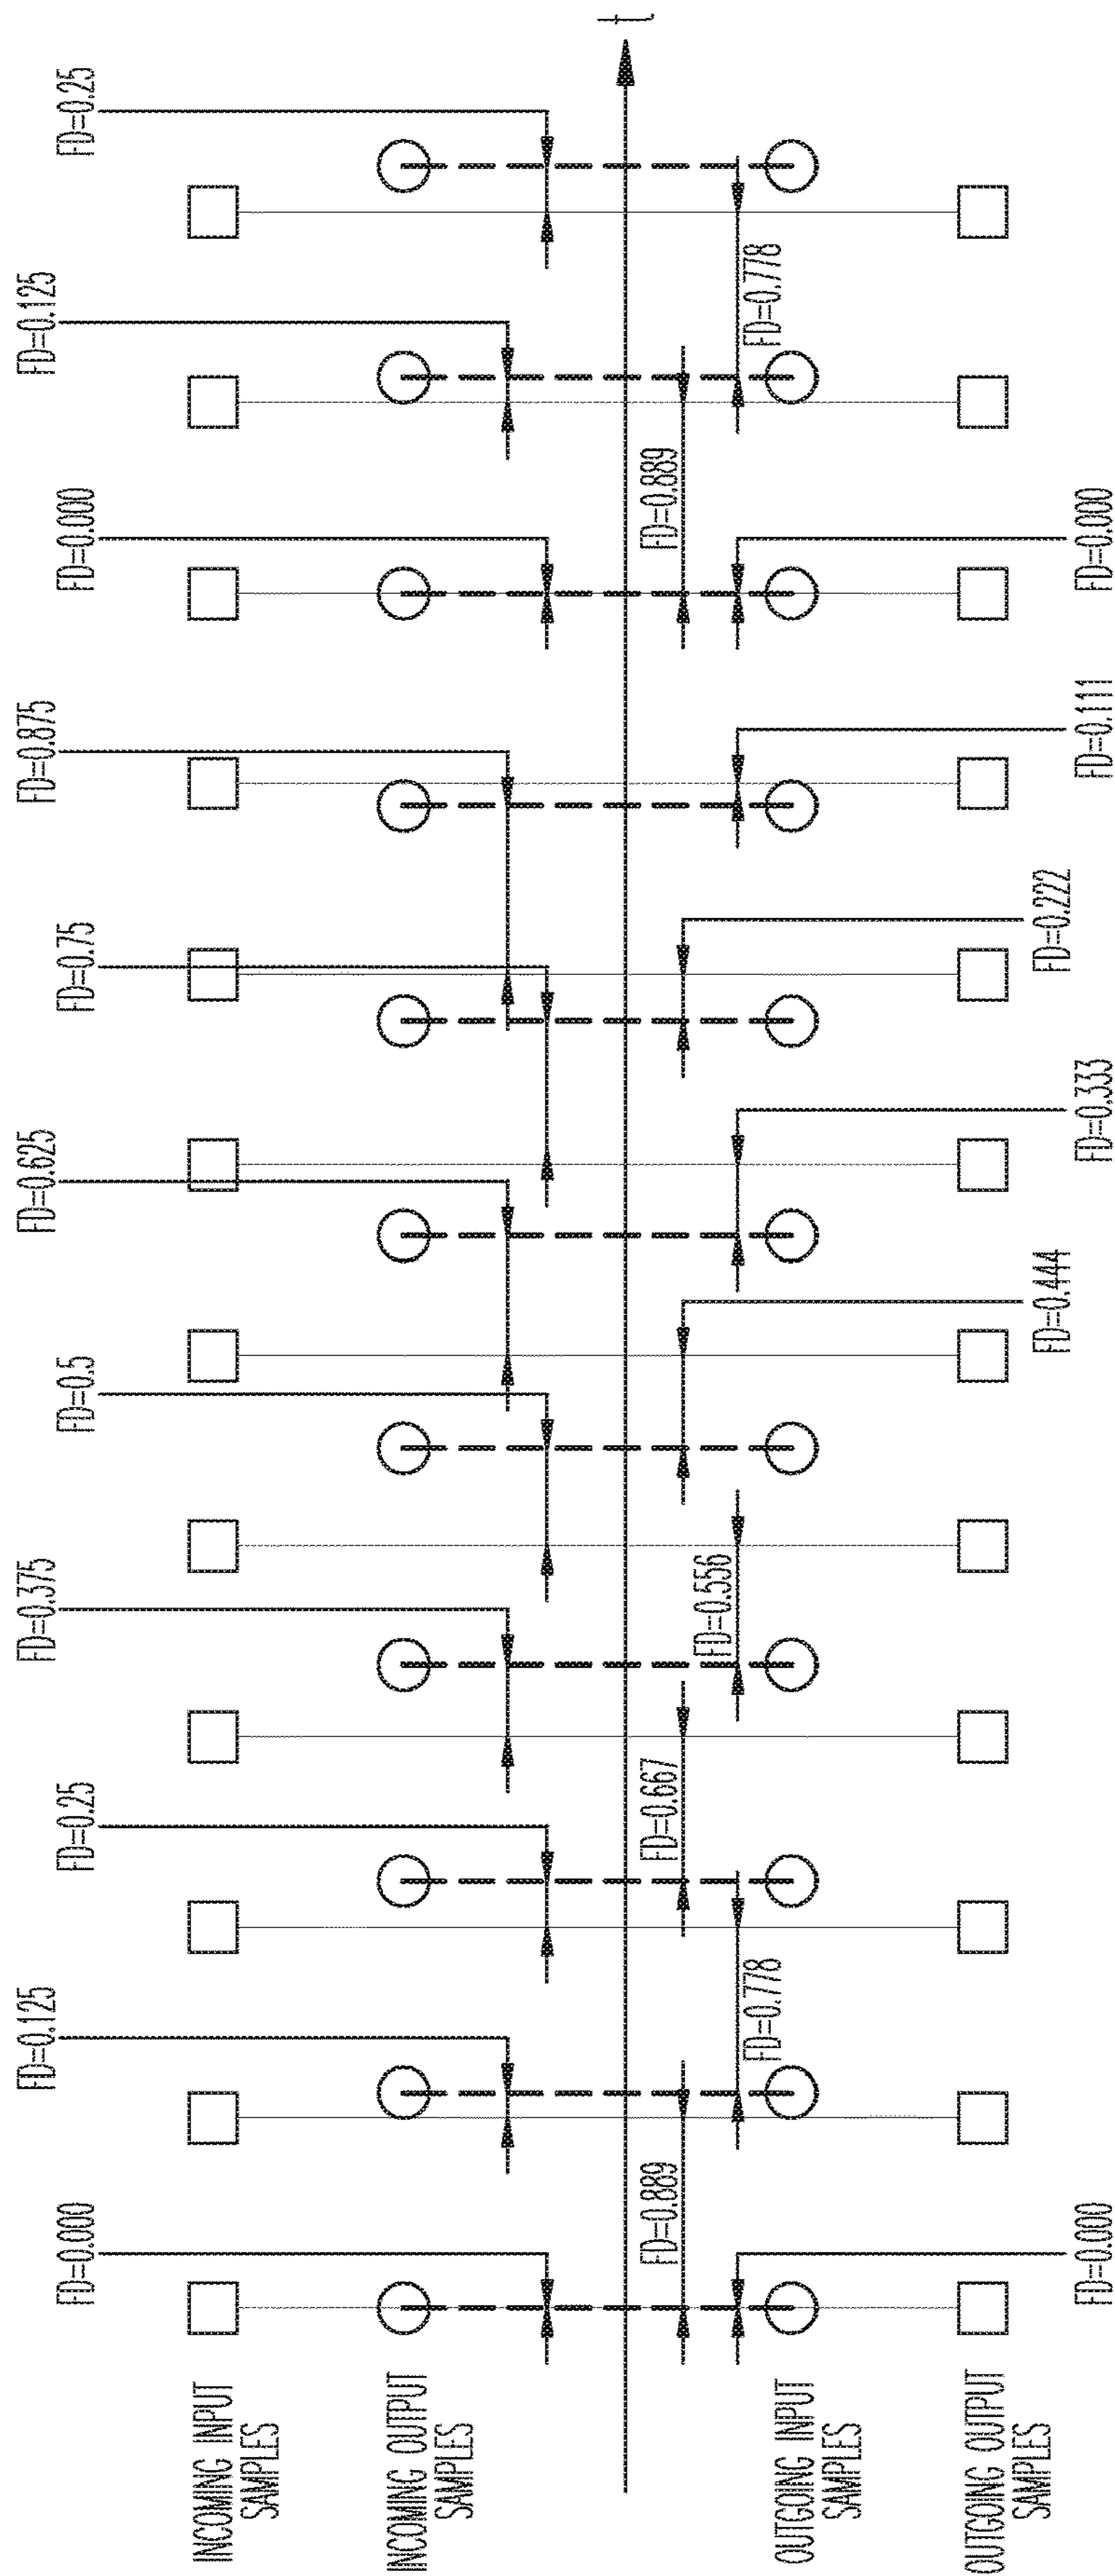 FD=0.000
FD=0.125
FD=0.25
FD=0.375
FD=0.5
FD=0.625
FD=0.75
FD=0.875
FD=0.000
FD=0.125
FD=0.25
INCOMING INPUT
SAMPLES
INCOMING OUTPUT
SAMPLES
t
FD=0.889
FD=0.667
FD=0.889
FD=0.778
FD=0.556
FD=0.778
OUTGOING INPUT
SAMPLES
OUTGOING OUTPUT
SAMPLES
FD=0.444
FD=0.222
FD=0.000
FD=0.333
FD=0.111
FD=0.000